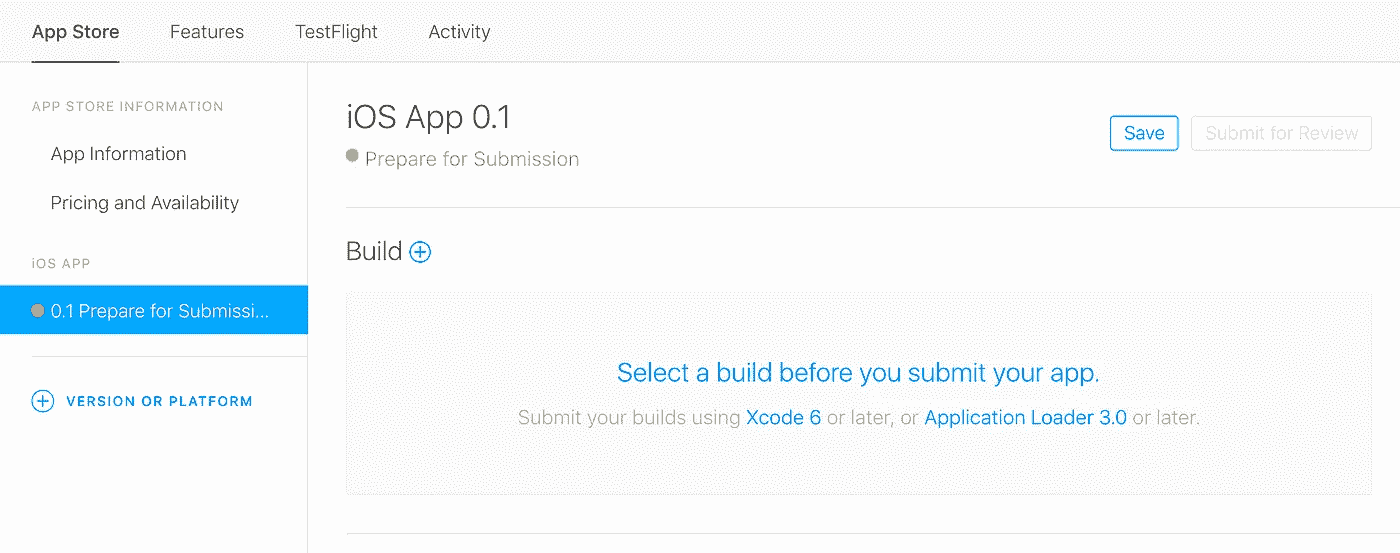 App Store Features TestFlight Activity
APP STORE INFORMATION
App Information
Pricing and Availability
iOS APP
0.1 Prepare for Submissi...
VERSION OR PLATFORM
iOS App 0.1
Prepare for Submission
Save Submit for Review
Build
Select a build before you submit your app.
Submit your builds using Xcode 6 or later, or Application Loader 3.0 or later.